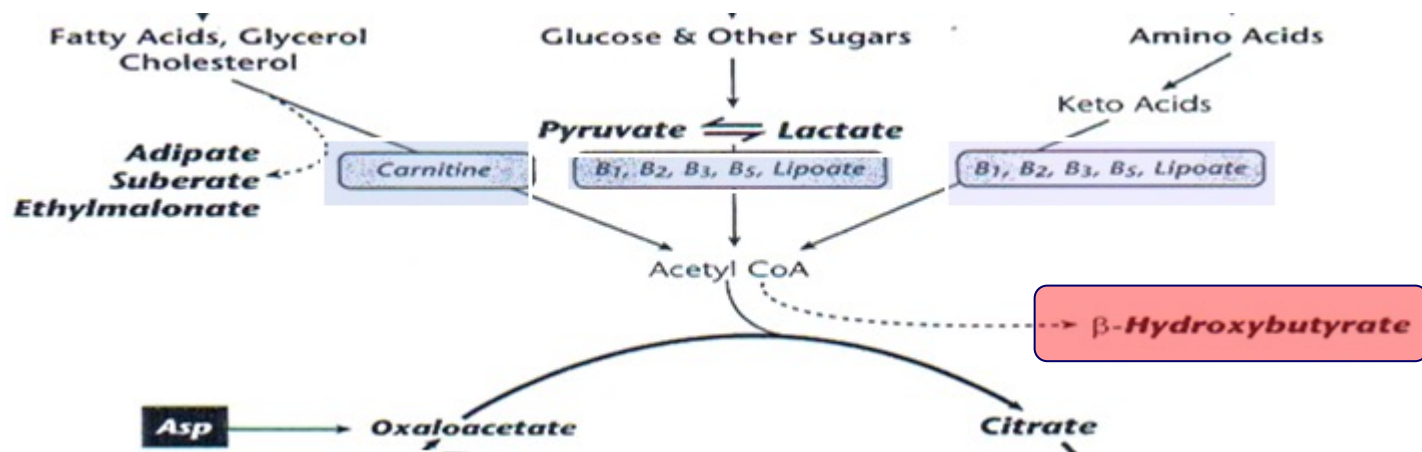 Fatty Acids, Glycerol
Cholesterol
Glucose & Other Sugars
Amino Acids
Keto Acids
Pyruvate
Lactate
Adipate
Suberate
Ethylmalonate
Carnitine
B1, B2, B3, B5, Lipoate
B1, B2, B3, B5, Lipoate
Acetyl CoA
β-Hydroxybutyrate
Asp
Oxaloacetate
Citrate